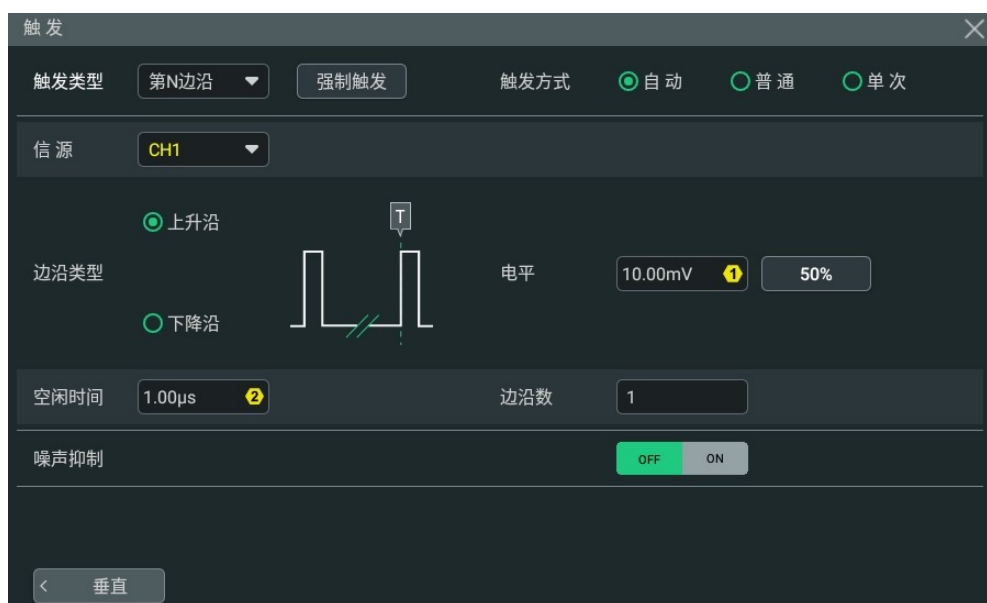 触发
触发类型 第N边沿 强制触发 触发方式 自动 普通 单次
信源 CH1
上升沿 T
边沿类型 电平 10.00mV 1 50%
下降沿
空闲时间 1.00μs 2 边沿数 1
噪声抑制 OFF ON
< 垂直